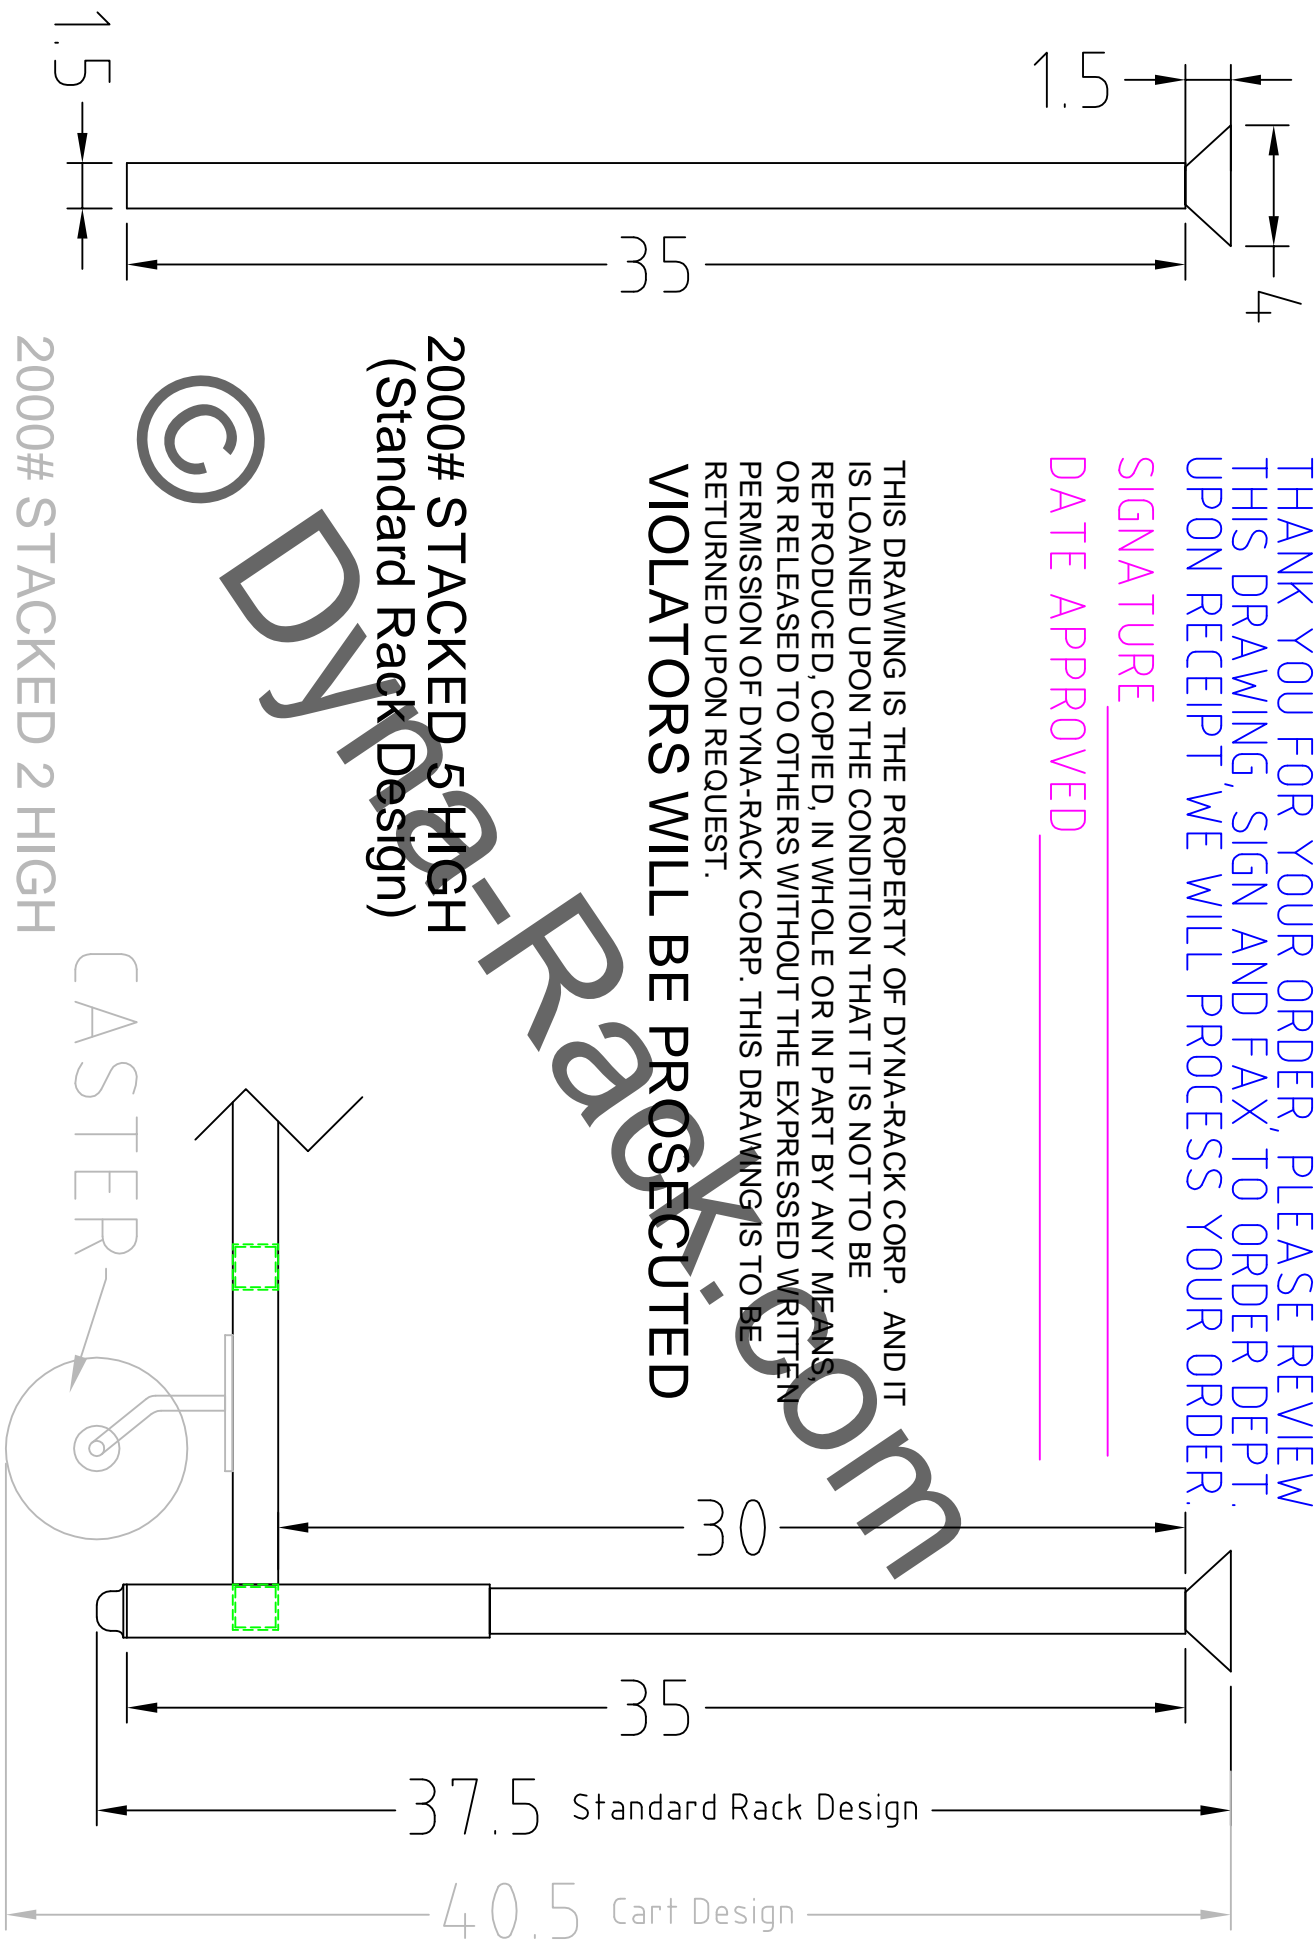 THANK YOU FOR YOUR ORDER, PLEASE REVIEW
THIS DRAWING, SIGN AND FAX TO ORDER DEPT.
UPON RECEIPT, WE WILL PROCESS YOUR ORDER.
SIGNATURE
DATE APPROVED
THIS DRAWING IS THE PROPERTY OF DYNA-RACK CORP. AND IT
IS LOANED UPON THE CONDITION THAT IT IS NOT TO BE
REPRODUCED, COPIED, IN WHOLE OR IN PART BY ANY MEANS,
OR RELEASED TO OTHERS WITHOUT THE EXPRESSED WRITTEN
PERMISSION OF DYNA-RACK CORP. THIS DRAWING IS TO BE
RETURNED UPON REQUEST.
VIOLATORS WILL BE PROSECUTED
2000# STACKED 5 HIGH
(Standard Rack Design)
2000# STACKED 2 HIGH
© Dyna-Rack.com
CASTER
4
1.5
35
1.5
30
35
37.5 Standard Rack Design
40.5 Cart Design